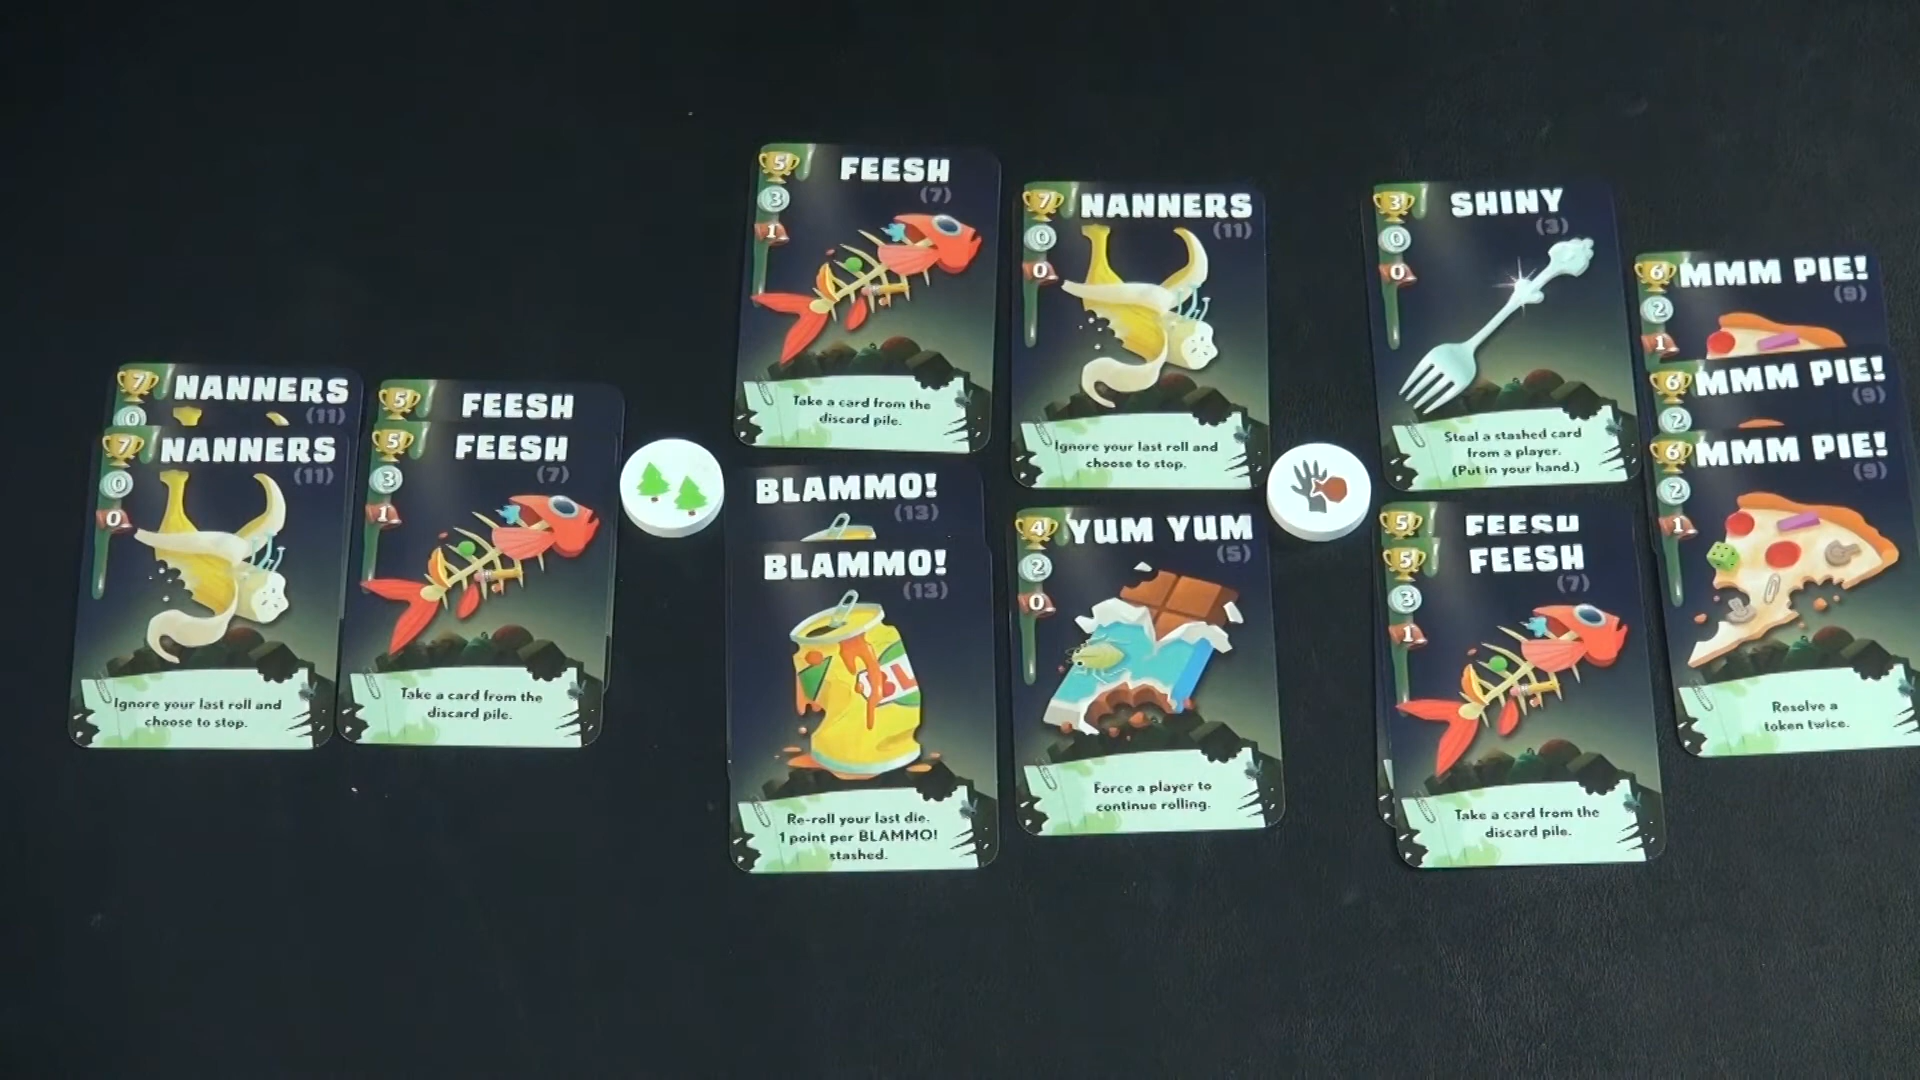 NANNERS
(11)
7
0
NANNERS
(11)
7
0
0
Ignore your last roll and
choose to stop.
FEESH
5
FEESH
(7)
5
3
1
Take a card from the
discard pile.
FEESH
(7)
5
3
1
Take a card from the
discard pile.
BLAMMO!
(13)
BLAMMO!
(13)
BL
Re-roll your last die.
1 point per BLAMMO!
stashed.
NANNERS
(11)
7
0
0
Ignore your last roll and
choose to stop.
YUM YUM
(5)
4
2
0
Force a player to
continue rolling.
SHINY
(3)
3
0
0
Steal a stashed card
from a player.
(Put in your hand.)
FEESH
5
FEESH
(7)
5
3
1
Take a card from the
discard pile.
MMM PIE!
(9)
6
2
1
MMM PIE!
(9)
6
2
MMM PIE!
(9)
6
2
1
Resolve a
token twice.